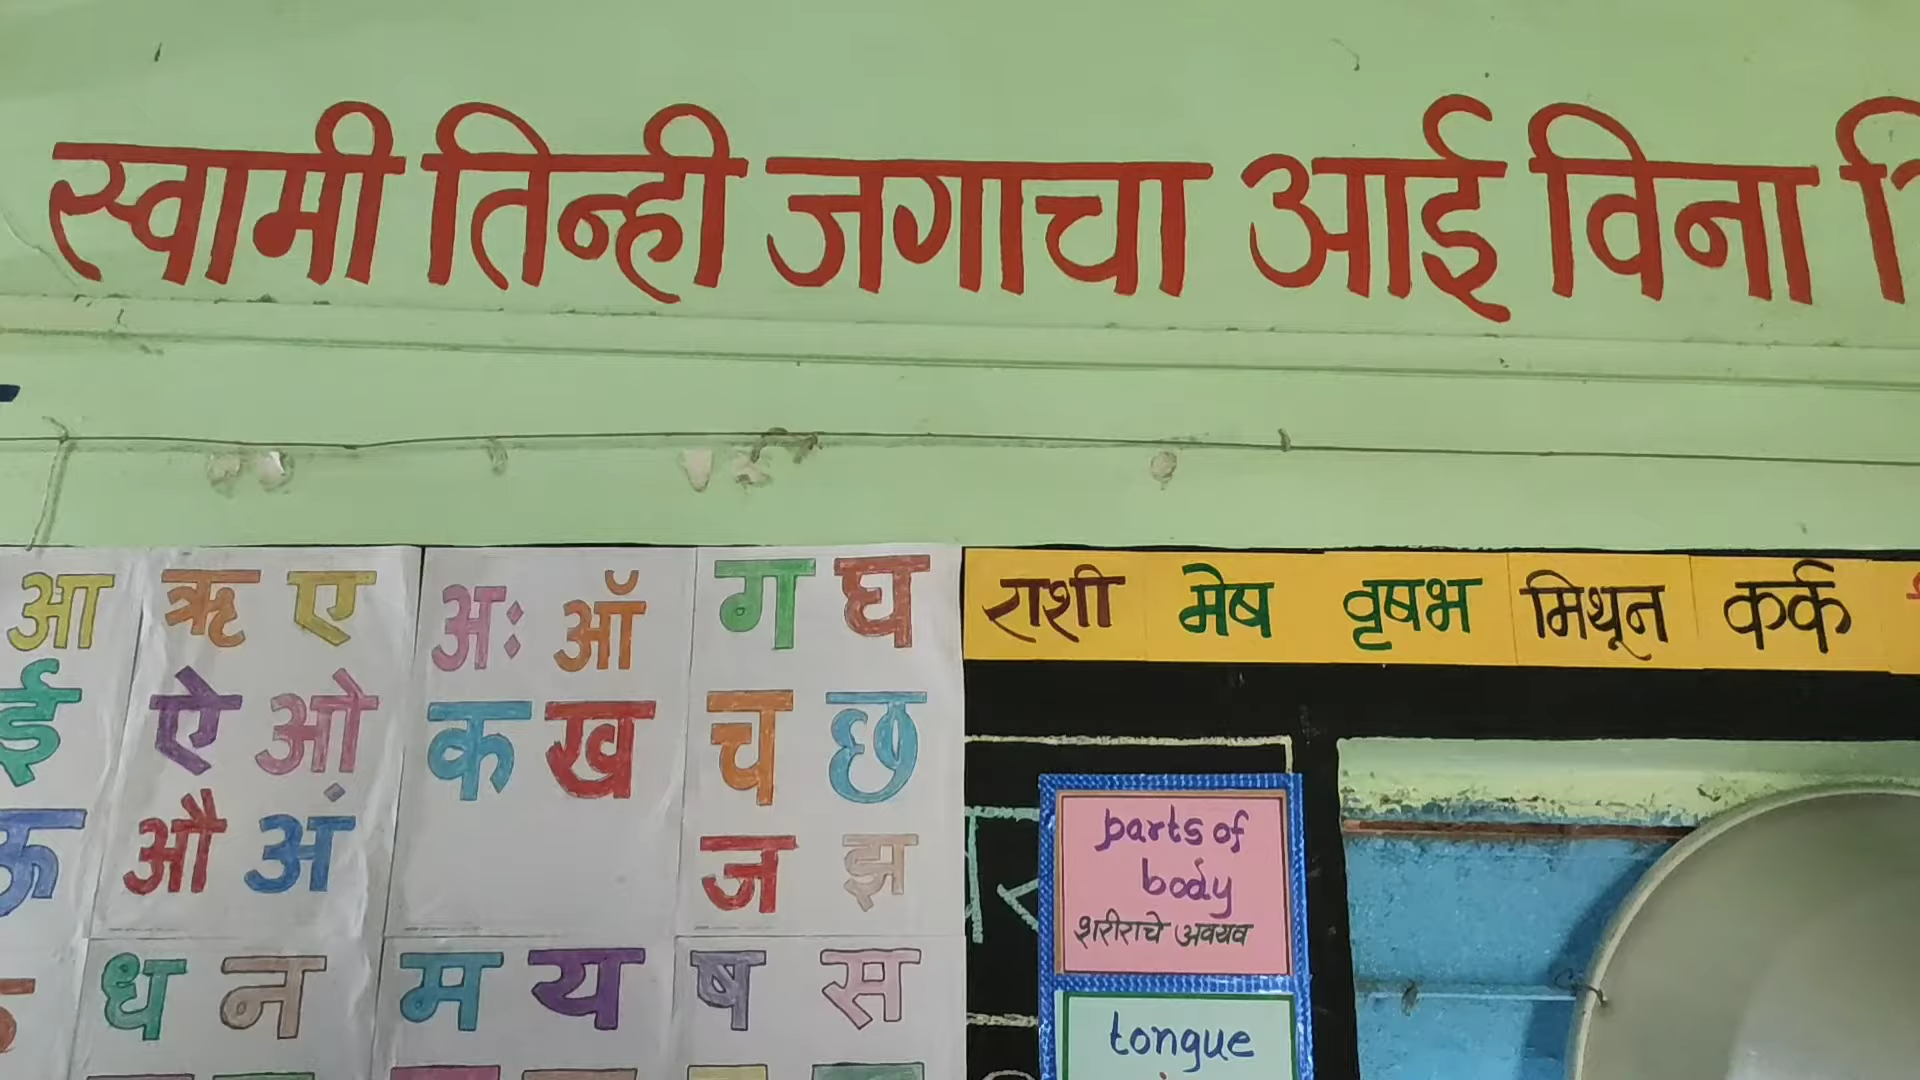 स्वामी तिन्ही जगाचा आई विना
आ ऋ ए अः ऑ ग घ
राशी मेष वृषभ मिथून कर्क
ई ऐ ओ क ख च छ
ऊ औ अं ज झ
parts of
body
शरीराचे अवयव
ध न म य ष स
tongue